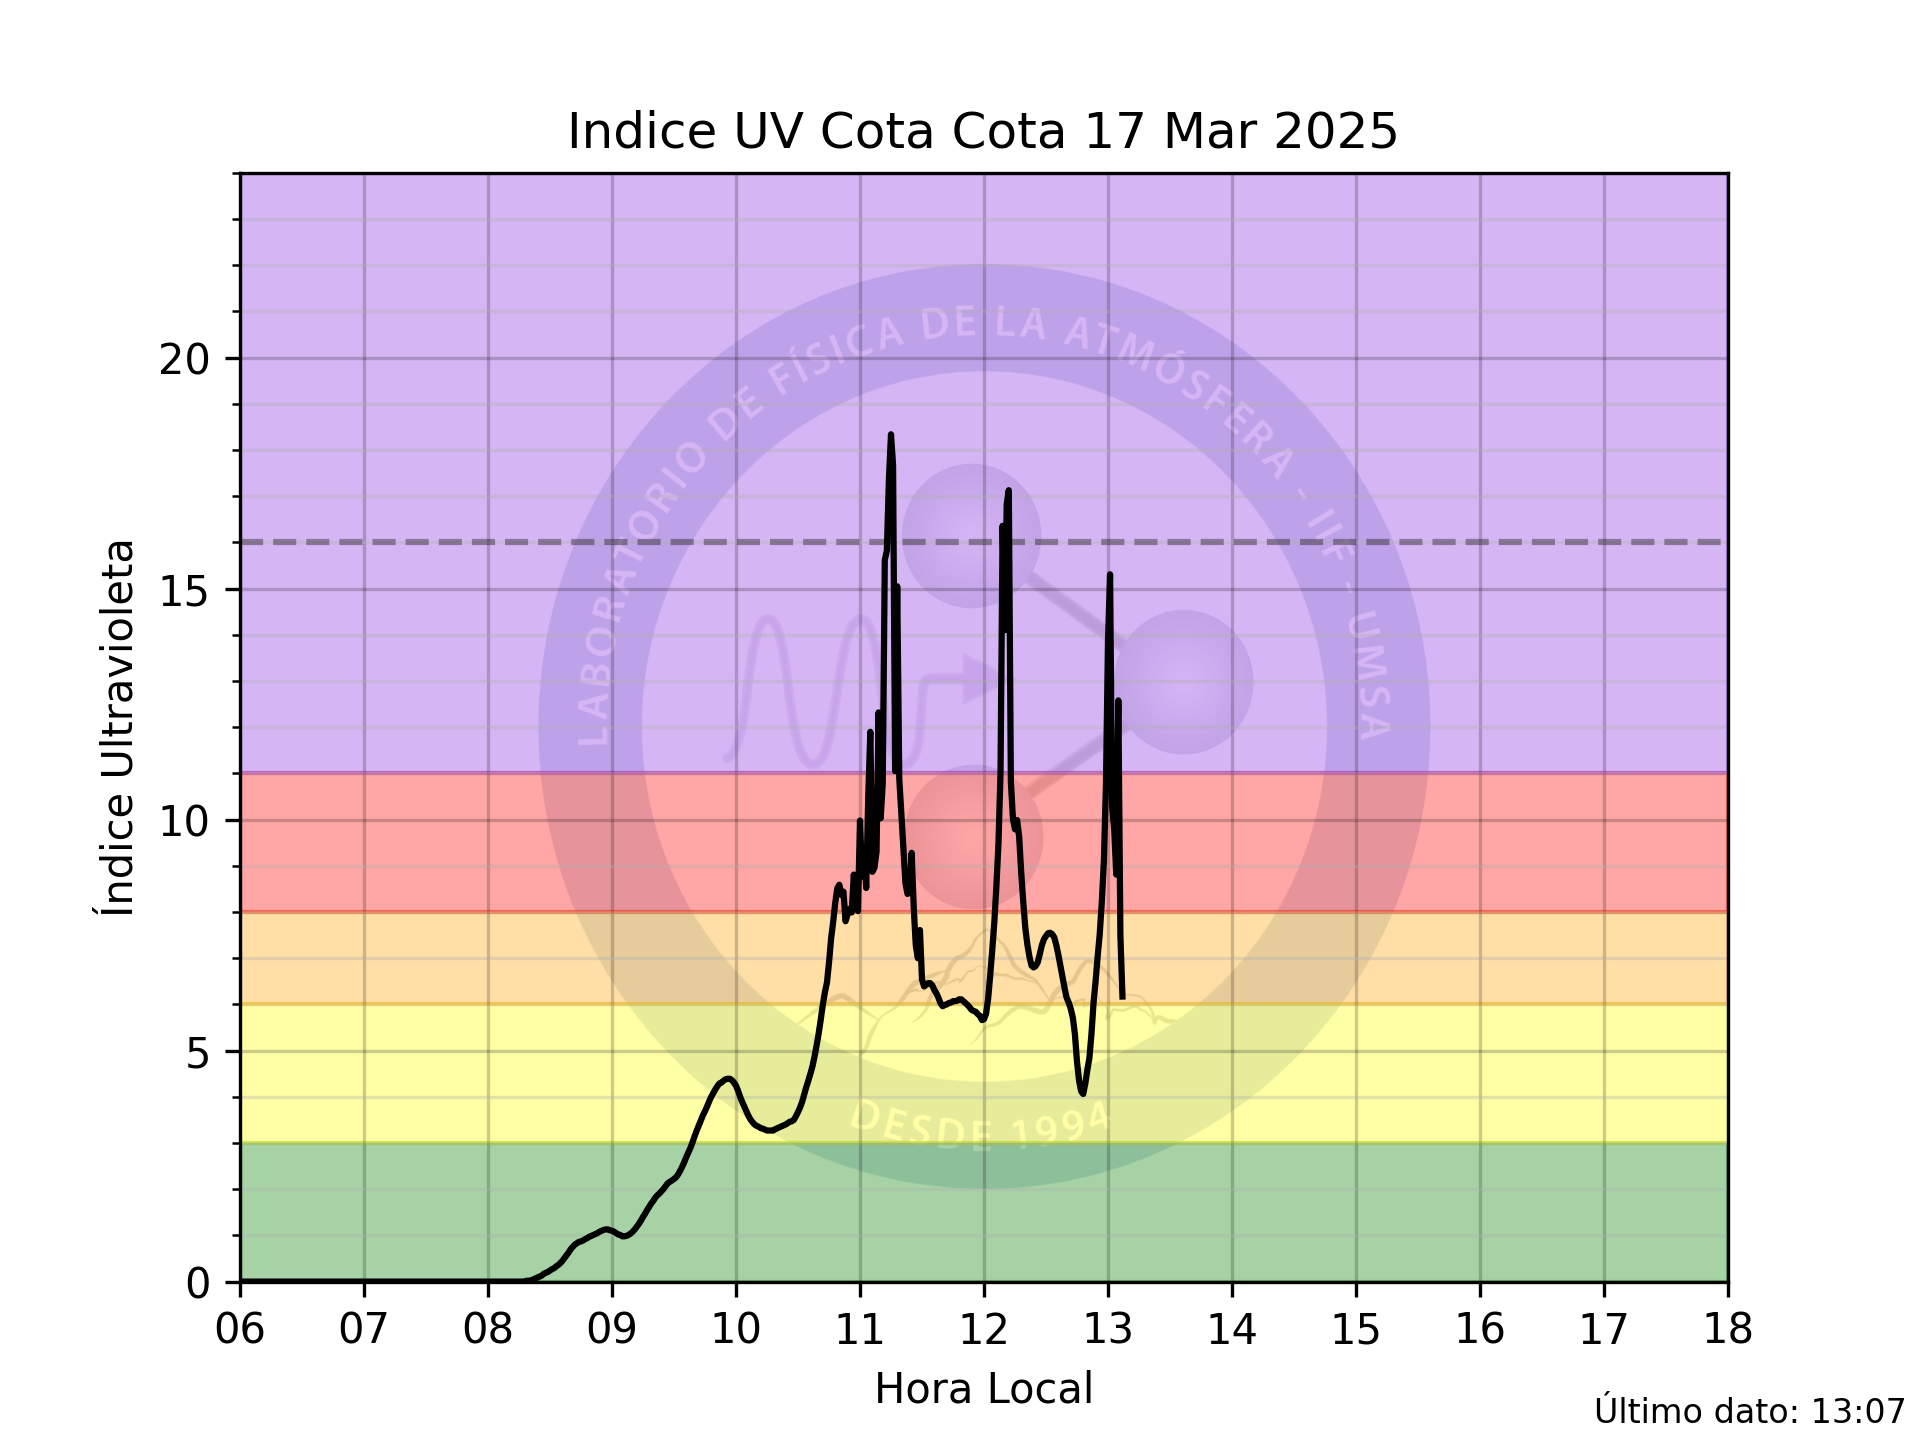 Indice UV Cota Cota 17 Mar 2025
Índice Ultravioleta
20
15
10
5
0
LABORATORIO DE FÍSICA DE LA ATMÓSFERA - IIF - UMSA
DESDE 1994
06 07 08 09 10 11 12 13 14 15 16 17 18
Hora Local
Último dato: 13:07